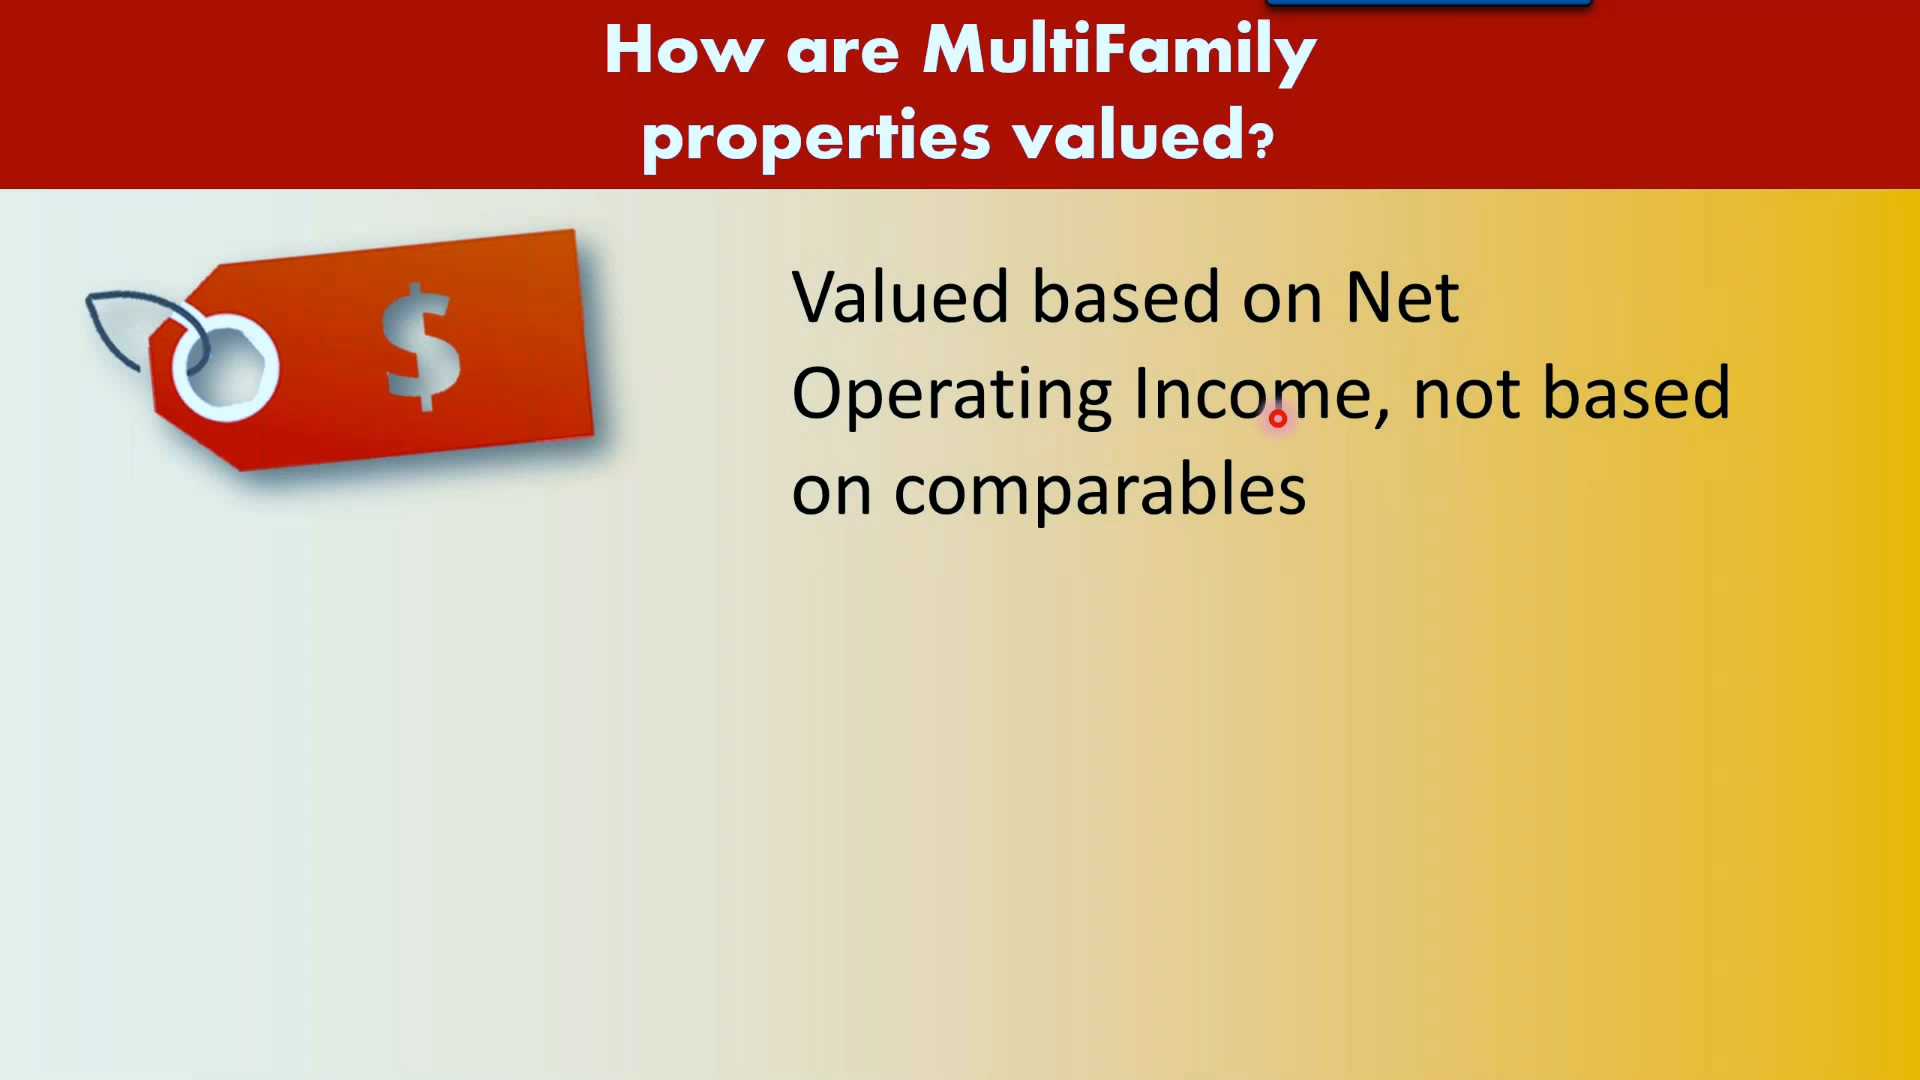 How are MultiFamily
properties valued?
$
Valued based on Net
Operating Income, not based
on comparables